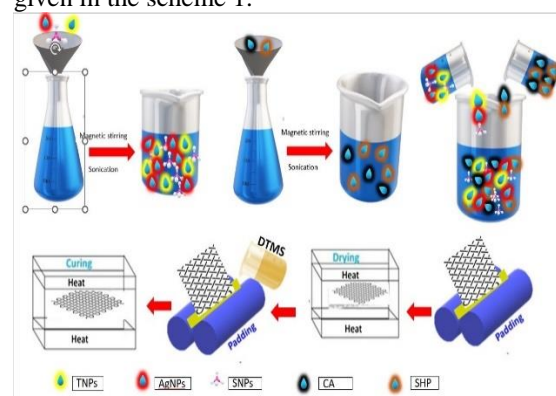 given in the scheme 1.
Magnetic stirring
Sonication
Magnetic stirring
Sonication
DTMS
Curing
Heat
Heat
Padding
Drying
Heat
Heat
Padding
TNPs
AgNPs
SNPs
CA
SHP